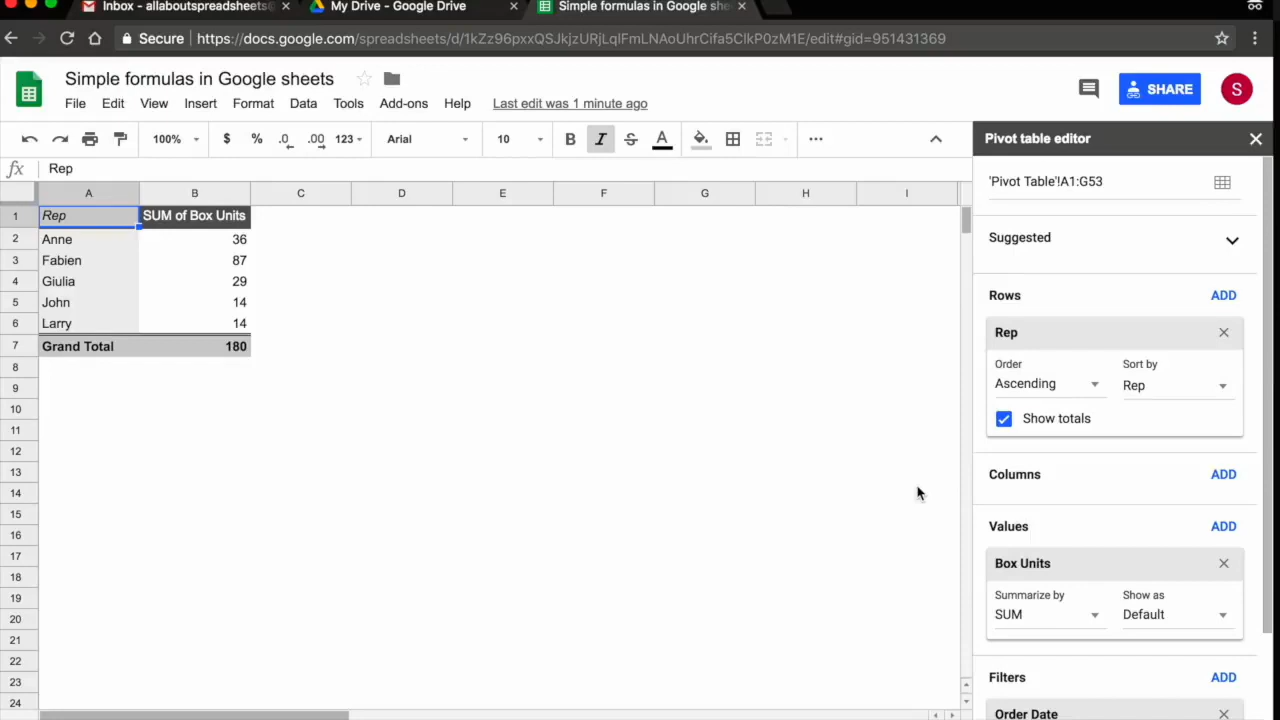 Inbox - allaboutspreadsheets@
My Drive - Google Drive
Simple formulas in Google she
Secure
https://docs.google.com/spreadsheets/d/1kZz96pxxQSJkjzURjLqlFmLNAoUhrCifa5ClkP0zM1E/edit#gid=951431369
Simple formulas in Google sheets
File Edit View Insert Format Data Tools Add-ons Help Last edit was 1 minute ago
SHARE
S
100% $ % .0 .00 123 Arial 10 B I S A
fx Rep
A B C D E F G H I
1 Rep SUM of Box Units
2 Anne 36
3 Fabien 87
4 Giulia 29
5 John 14
6 Larry 14
7 Grand Total 180
8
9
10
11
12
13
14
15
16
17
18
19
20
21
22
23
24
Pivot table editor
'Pivot Table'!A1:G53
Suggested
Rows ADD
Rep
Order Sort by
Ascending Rep
Show totals
Columns ADD
Values ADD
Box Units
Summarize by Show as
SUM Default
Filters ADD
Order Date